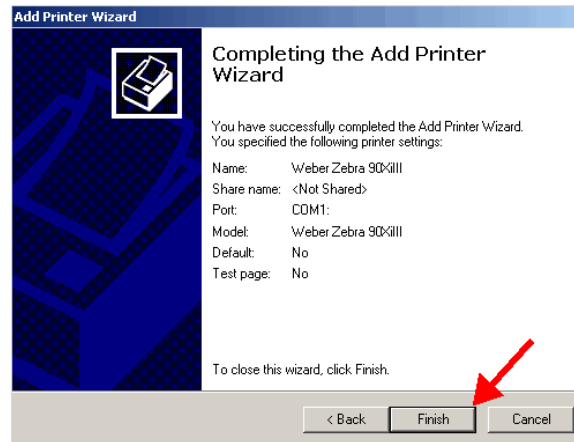 Add Printer Wizard
Completing the Add Printer
Wizard
You have successfully completed the Add Printer Wizard.
You specified the following printer settings:
Name: Weber Zebra 90XiIII
Share name: <Not Shared>
Port: COM1:
Model: Weber Zebra 90XiIII
Default: No
Test page: No
To close this wizard, click Finish.
< Back Finish Cancel